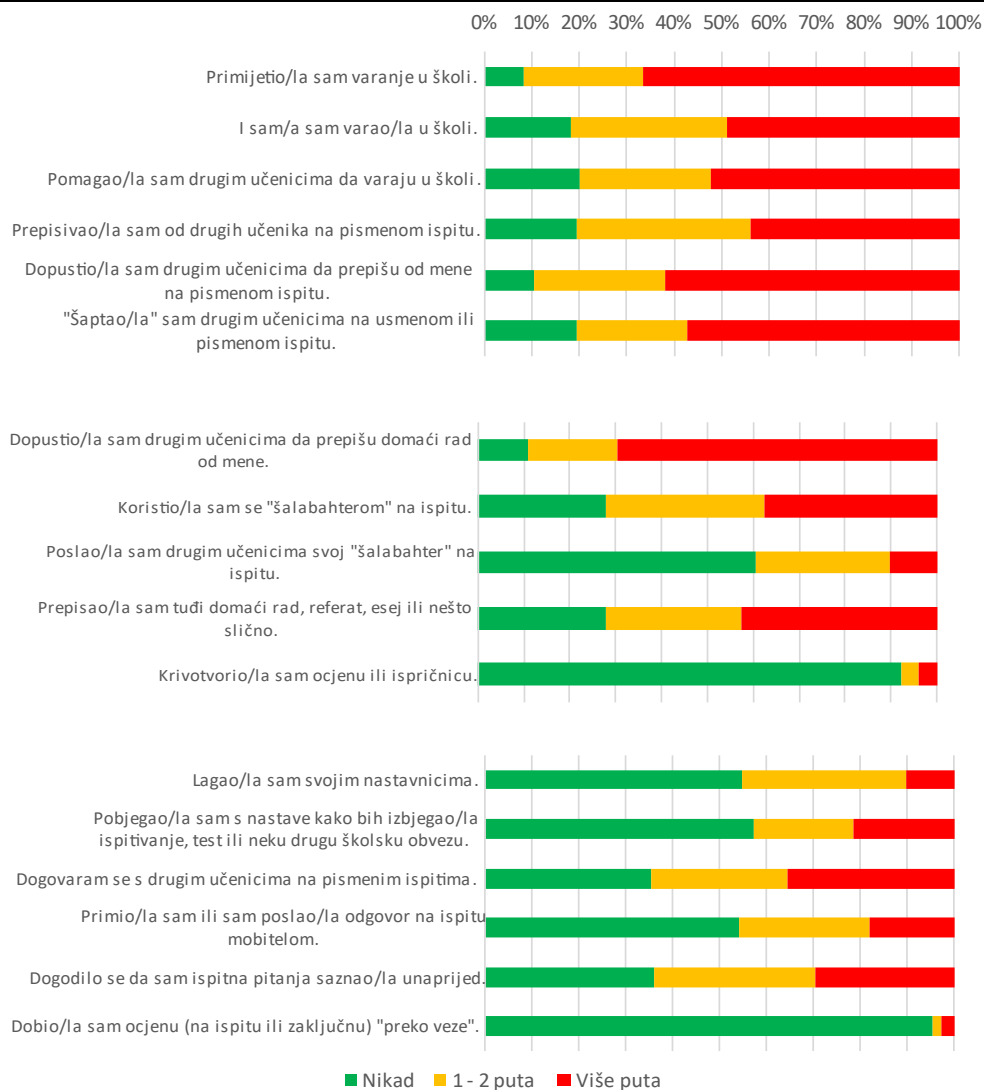 0% 10% 20% 30% 40% 50% 60% 70% 80% 90% 100%
Primijetio/la sam varanje u školi.
I sam/a sam varao/la u školi.
Pomagao/la sam drugim učenicima da varaju u školi.
Prepisivao/la sam od drugih učenika na pismenom ispitu.
Dopustio/la sam drugim učenicima da prepišu od mene
na pismenom ispitu.
"Šaptao/la" sam drugim učenicima na usmenom ili
pismenom ispitu.
Dopustio/la sam drugim učenicima da prepišu domaći rad
od mene.
Koristio/la sam se "šalabahterom" na ispitu.
Poslao/la sam drugim učenicima svoj "šalabahter" na
ispitu.
Prepisao/la sam tuđi domaći rad, referat, esej ili nešto
slično.
Krivotvorio/la sam ocjenu ili ispričnicu.
Lagao/la sam svojim nastavnicima.
Pobjegao/la sam s nastave kako bih izbjegao/la
ispitivanje, test ili neku drugu školsku obvezu.
Dogovaram se s drugim učenicima na pismenim ispitima.
Primio/la sam ili sam poslao/la odgovor na ispitu
mobitelom.
Dogodilo se da sam ispitna pitanja saznao/la unaprijed.
Dobio/la sam ocjenu (na ispitu ili zaključnu) "preko veze".
Nikad 1 - 2 puta Više puta